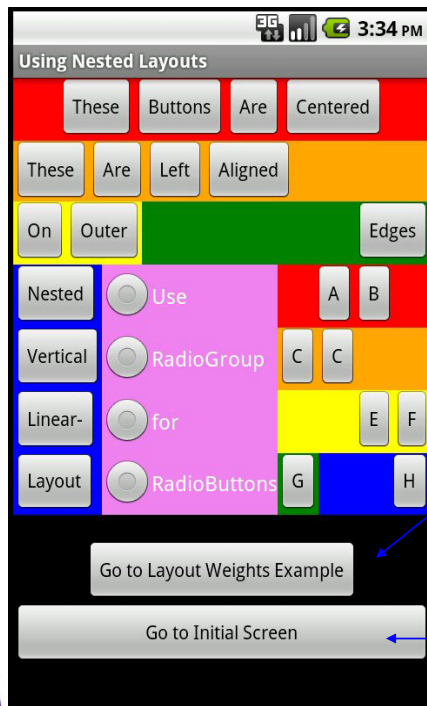 3G 3:34 PM
Using Nested Layouts
These Buttons Are Centered
These Are Left Aligned
On Outer Edges
Nested Use A B
Vertical RadioGroup C C
Linear- for E F
Layout RadioButtons G H
Go to Layout Weights Example
Go to Initial Screen